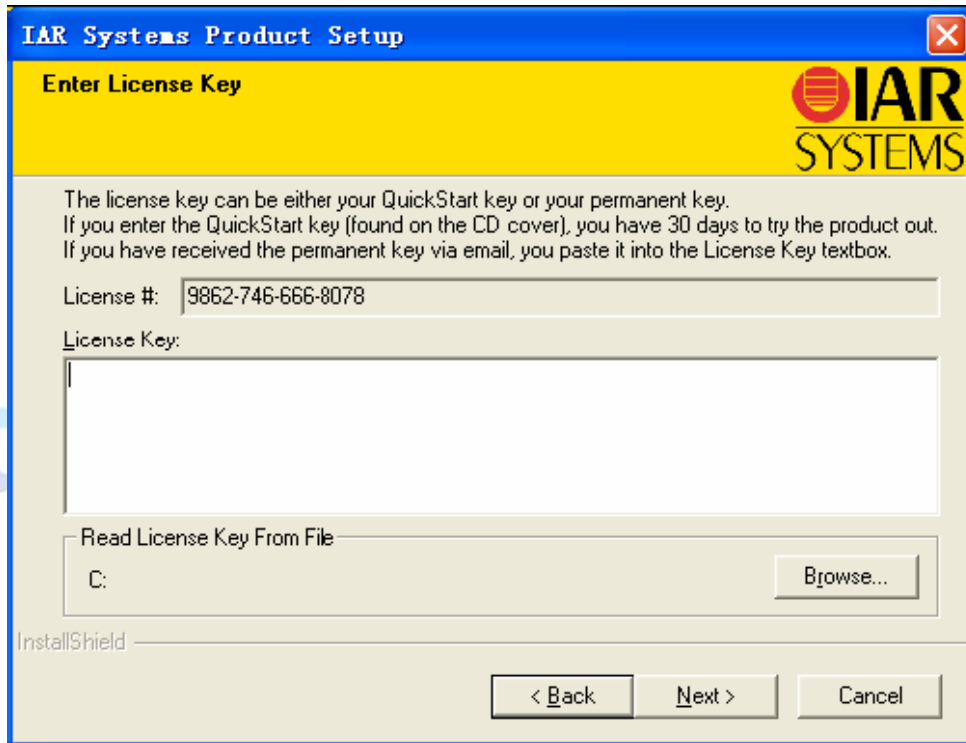 IAR Systems Product Setup
Enter License Key
IAR
SYSTEMS
The license key can be either your QuickStart key or your permanent key.
If you enter the QuickStart key (found on the CD cover), you have 30 days to try the product out.
If you have received the permanent key via email, you paste it into the License Key textbox.
License #: 9862-746-666-8078
License Key:
Read License Key From File
C:
Browse...
InstallShield
< Back Next > Cancel